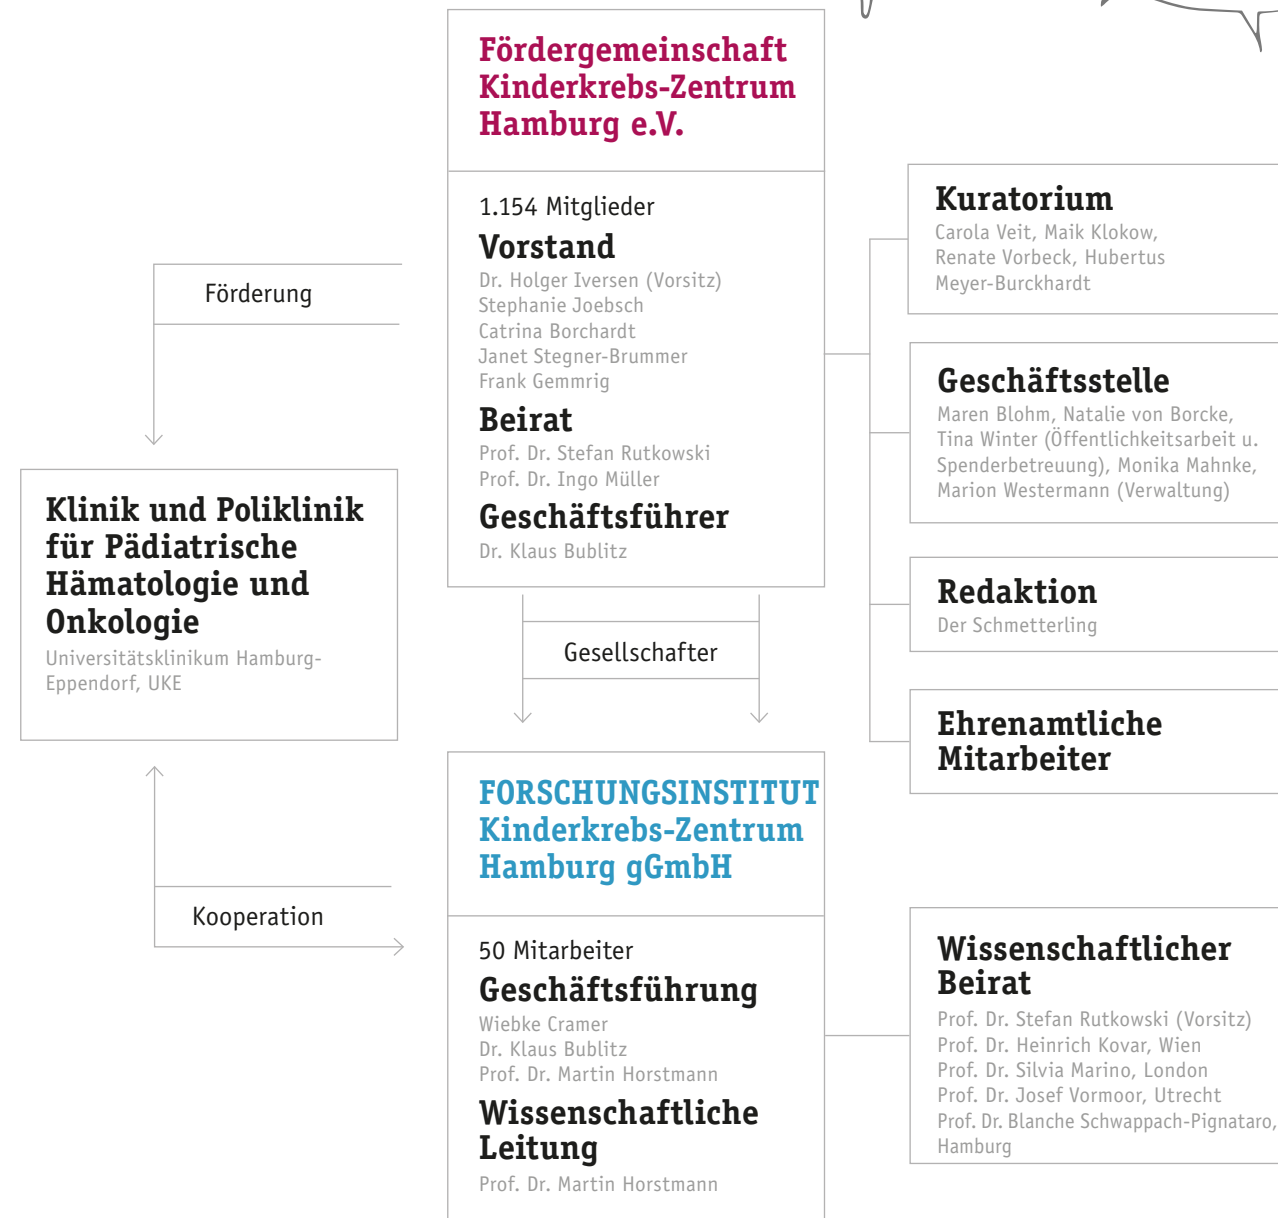 Fördergemeinschaft
Kinderkrebs-Zentrum
Hamburg e.V.
1.154 Mitglieder
Vorstand
Dr. Holger Iversen (Vorsitz)
Stephanie Joebsch
Catrina Borchardt
Janet Stegner-Brummer
Frank Gemmrig
Beirat
Prof. Dr. Stefan Rutkowski
Prof. Dr. Ingo Müller
Geschäftsführer
Dr. Klaus Bublitz
Kuratorium
Carola Veit, Maik Klokow,
Renate Vorbeck, Hubertus
Meyer-Burckhardt
Geschäftsstelle
Maren Blohm, Natalie von Borcke,
Tina Winter (Öffentlichkeitsarbeit u.
Spenderbetreuung), Monika Mahnke,
Marion Westermann (Verwaltung)
Redaktion
Der Schmetterling
Ehrenamtliche
Mitarbeiter
Förderung
Klinik und Poliklinik
für Pädiatrische
Hämatologie und
Onkologie
Universitätsklinikum Hamburg-
Eppendorf, UKE
Gesellschafter
Kooperation
FORSCHUNGSINSTITUT
Kinderkrebs-Zentrum
Hamburg gGmbH
50 Mitarbeiter
Geschäftsführung
Wiebke Cramer
Dr. Klaus Bublitz
Prof. Dr. Martin Horstmann
Wissenschaftliche
Leitung
Prof. Dr. Martin Horstmann
Wissenschaftlicher
Beirat
Prof. Dr. Stefan Rutkowski (Vorsitz)
Prof. Dr. Heinrich Kovar, Wien
Prof. Dr. Silvia Marino, London
Prof. Dr. Josef Vormoor, Utrecht
Prof. Dr. Blanche Schwappach-Pignataro,
Hamburg